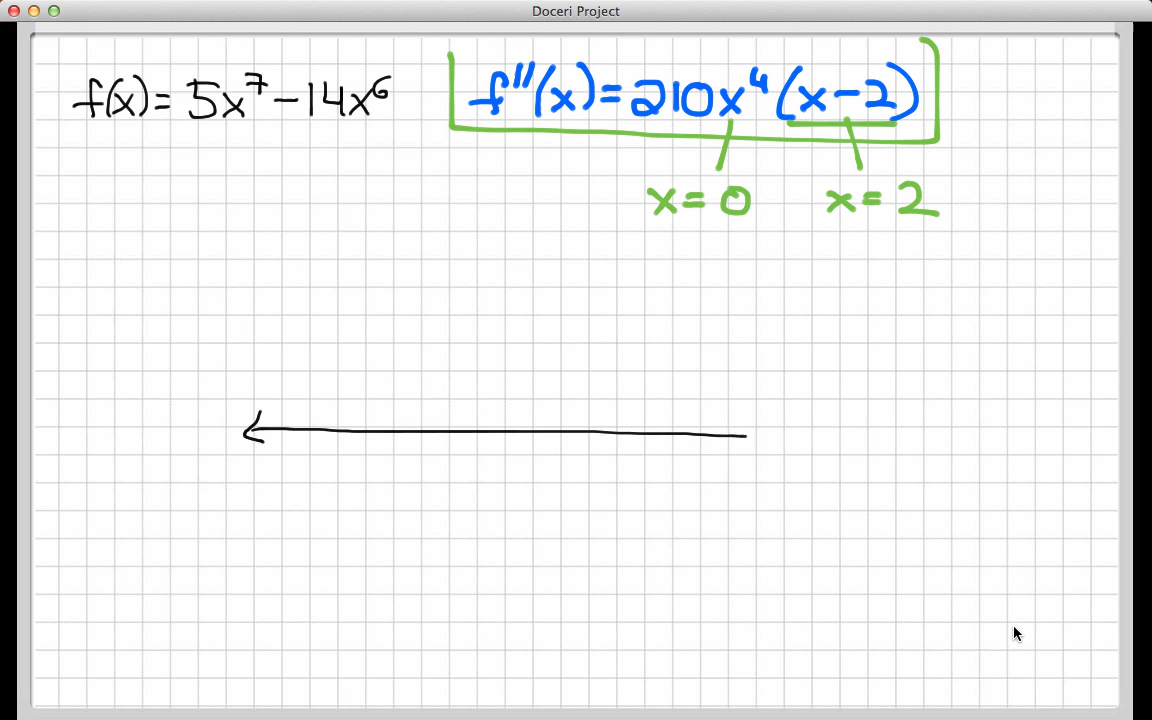 Doceri Project
f(x)= 5x⁷-14x⁶ f''(x)=210x⁴(x-2)
x=0 x=2